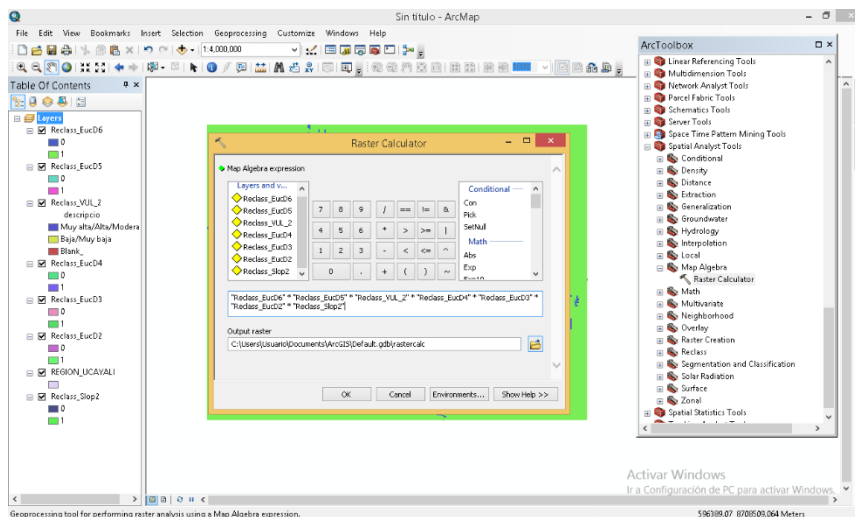 Sin título - ArcMap
File Edit View Bookmarks Insert Selection Geoprocessing Customize Windows Help
1:4,000,000
Table Of Contents
Layers
Reclass_EucD6
0
1
Reclass_EucD5
0
1
Reclass_VUL_2
descripcio
Muy alta/Alta/Modera
Baja/Muy baja
Blank_
Reclass_EucD4
0
1
Reclass_EucD3
0
1
Reclass_EucD2
0
1
REGION_UCAYALI
Reclass_Slop2
0
1
Raster Calculator
Map Algebra expression
Layers and v...
Reclass_EucD6
Reclass_EucD5
Reclass_VUL_2
Reclass_EucD4
Reclass_EucD3
Reclass_EucD2
Reclass_Slop2
7 8 9 / == != &
4 5 6 * > >= |
1 2 3 - < <= ^
0 . + ( ) ~
Conditional
Con
Pick
SetNull
Math
Abs
Exp
Exp10
"Reclass_EucD6" * "Reclass_EucD5" * "Reclass_VUL_2" * "Reclass_EucD4" * "Reclass_EucD3" *
"Reclass_EucD2" * "Reclass_Slop2"
Output raster
C:\Users\Usuario\Documents\ArcGIS\Default.gdb\rastercalc
OK Cancel Environments... Show Help >>
ArcToolbox
Linear Referencing Tools
Multidimension Tools
Network Analyst Tools
Parcel Fabric Tools
Schematics Tools
Server Tools
Space Time Pattern Mining Tools
Spatial Analyst Tools
Conditional
Density
Distance
Extraction
Generalization
Groundwater
Hydrology
Interpolation
Local
Map Algebra
Raster Calculator
Math
Multivariate
Neighborhood
Overlay
Raster Creation
Reclass
Segmentation and Classification
Solar Radiation
Surface
Zonal
Spatial Statistics Tools
Activar Windows
Ir a Configuración de PC para activar Windows.
Geoprocessing tool for performing raster analysis using a Map Algebra expression.
596389,07 8708509,064 Meters